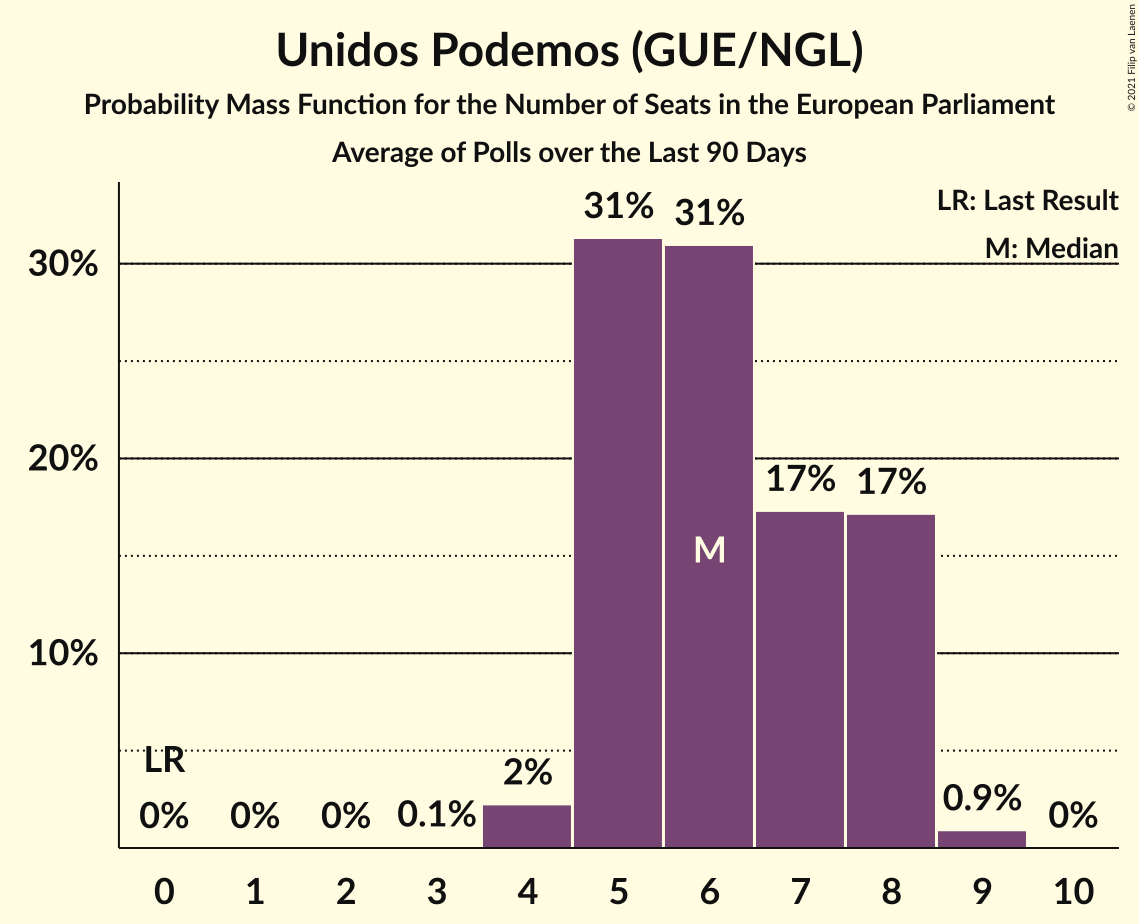 Unidos Podemos (GUE/NGL)
Probability Mass Function for the Number of Seats in the European Parliament
Average of Polls over the Last 90 Days
© 2021 Filip van Laenen
LR: Last Result
M: Median
31%
31%
30%
20%
17%
17%
M
10%
LR
2%
0%
0%
0%
0.1%
0.9%
0%
0 1 2 3 4 5 6 7 8 9 10